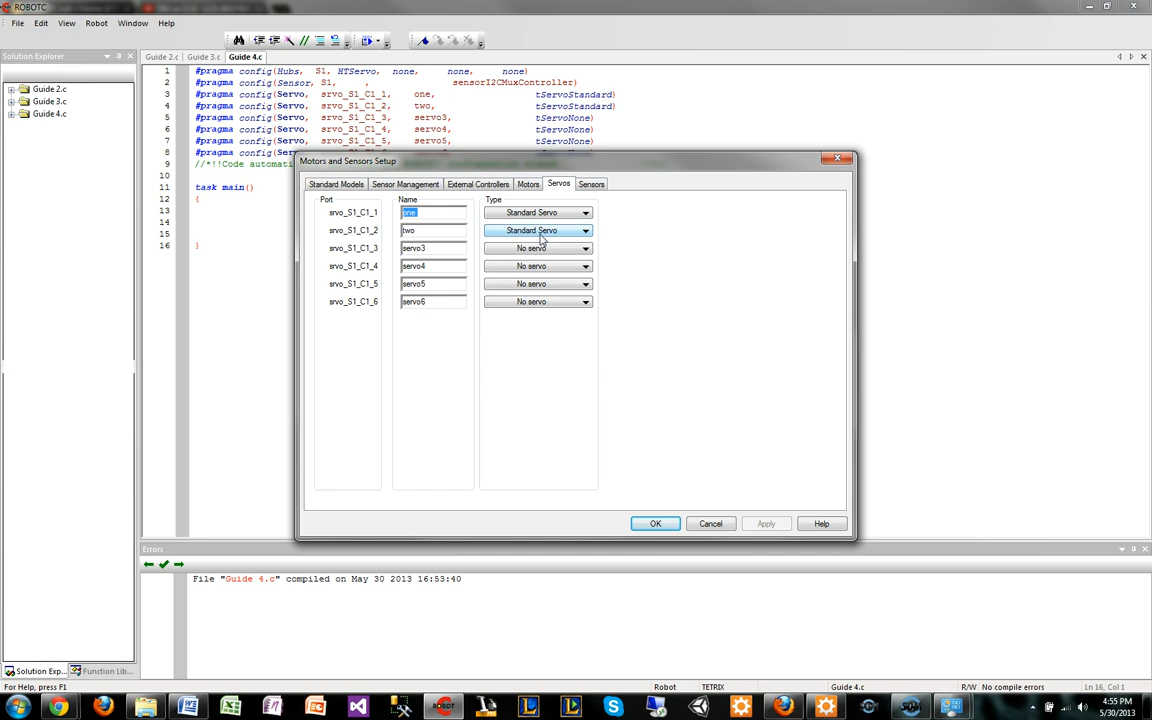 ROBOTC
File Edit View Robot Window Help
Solution Explorer
Guide 2.c Guide 3.c Guide 4.c
Guide 2.c
Guide 3.c
Guide 4.c
1 #pragma config(Hubs, S1, HTServo, none, none, none)
2 #pragma config(Sensor, S1, , sensorI2CMuxController)
3 #pragma config(Servo, srvo_S1_C1_1, one, tServoStandard)
4 #pragma config(Servo, srvo_S1_C1_2, two, tServoStandard)
5 #pragma config(Servo, srvo_S1_C1_3, servo3, tServoNone)
6 #pragma config(Servo, srvo_S1_C1_4, servo4, tServoNone)
7 #pragma config(Servo, srvo_S1_C1_5, servo5, tServoNone)
8 #pragma config(Ser
9 //*!!Code automati
10
11 task main()
12 {
13
14
15
16 }
Motors and Sensors Setup
Standard Models Sensor Management External Controllers Motors Servos Sensors
Port Name Type
srvo_S1_C1_1 one Standard Servo
srvo_S1_C1_2 two Standard Servo
srvo_S1_C1_3 servo3 No servo
srvo_S1_C1_4 servo4 No servo
srvo_S1_C1_5 servo5 No servo
srvo_S1_C1_6 servo6 No servo
OK Cancel Apply Help
Errors
File "Guide 4.c" compiled on May 30 2013 16:53:40
Solution Exp... Function Lib...
For Help, press F1 Robot TETRIX Guide 4.c R/W No compile errors Ln 16, Col 1
4:55 PM
5/30/2013